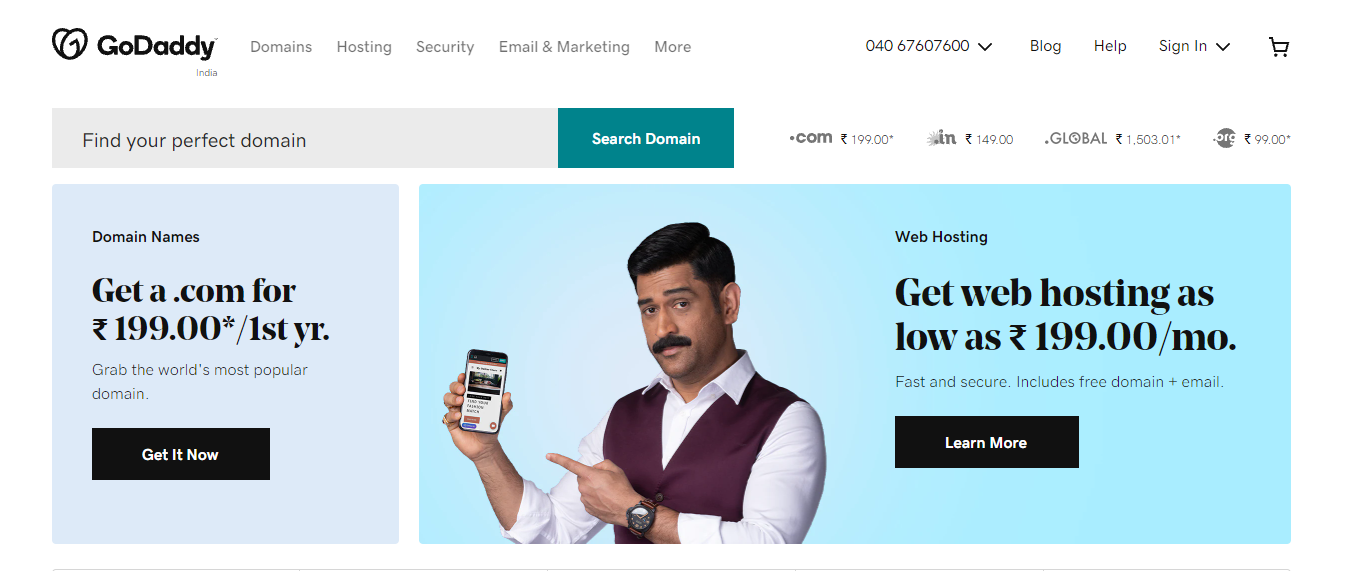 GoDaddy
Domains Hosting Security Email & Marketing More
040 67607600 Blog Help Sign In
India
Find your perfect domain
Search Domain
.com ₹ 199.00*
.in ₹ 149.00
.GLOBAL ₹ 1,503.01*
.org ₹ 99.00*
Domain Names
Get a .com for
₹ 199.00*/1st yr.
Grab the world's most popular
domain.
Get It Now
Web Hosting
Get web hosting as
low as ₹ 199.00/mo.
Fast and secure. Includes free domain + email.
Learn More
FIND YOUR
FASHION
MATCH